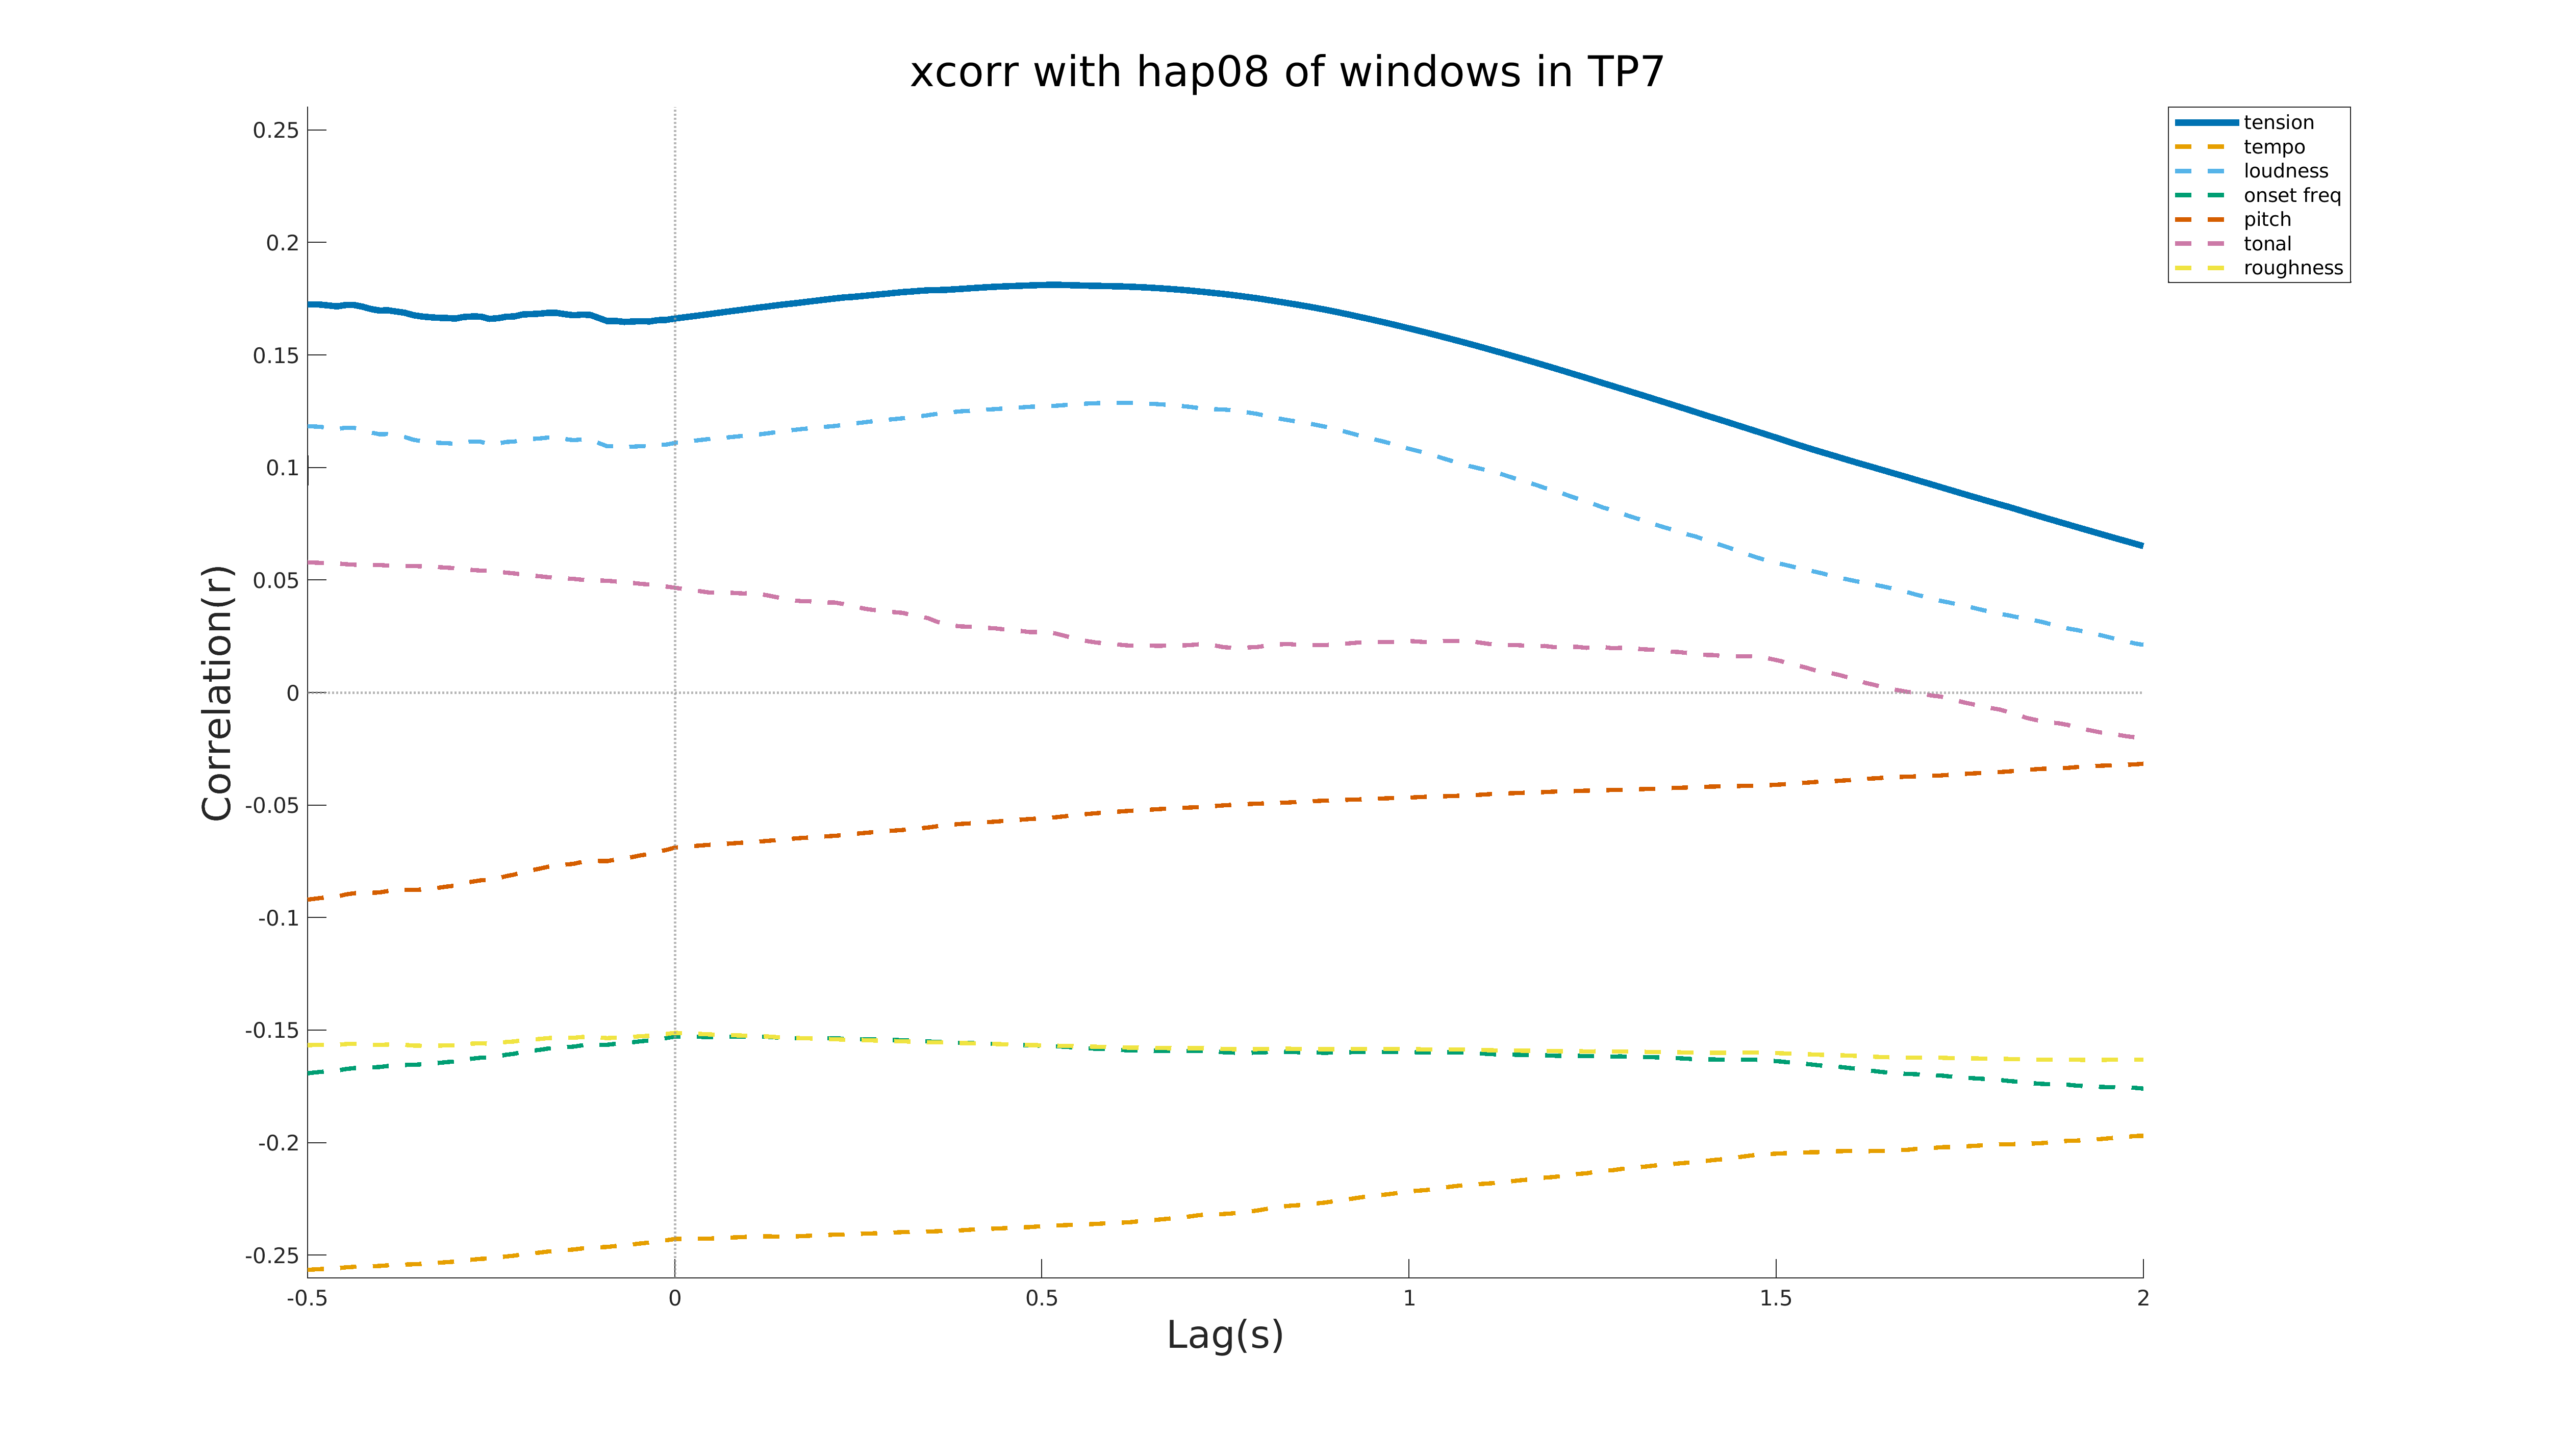 xcorr with hap08 of windows in TP7
tension
tempo
loudness
onset freq
pitch
tonal
roughness
Correlation(r)
0.25
0.2
0.15
0.1
0.05
0
-0.05
-0.1
-0.15
-0.2
-0.25
-0.5
0
0.5
1
1.5
2
Lag(s)